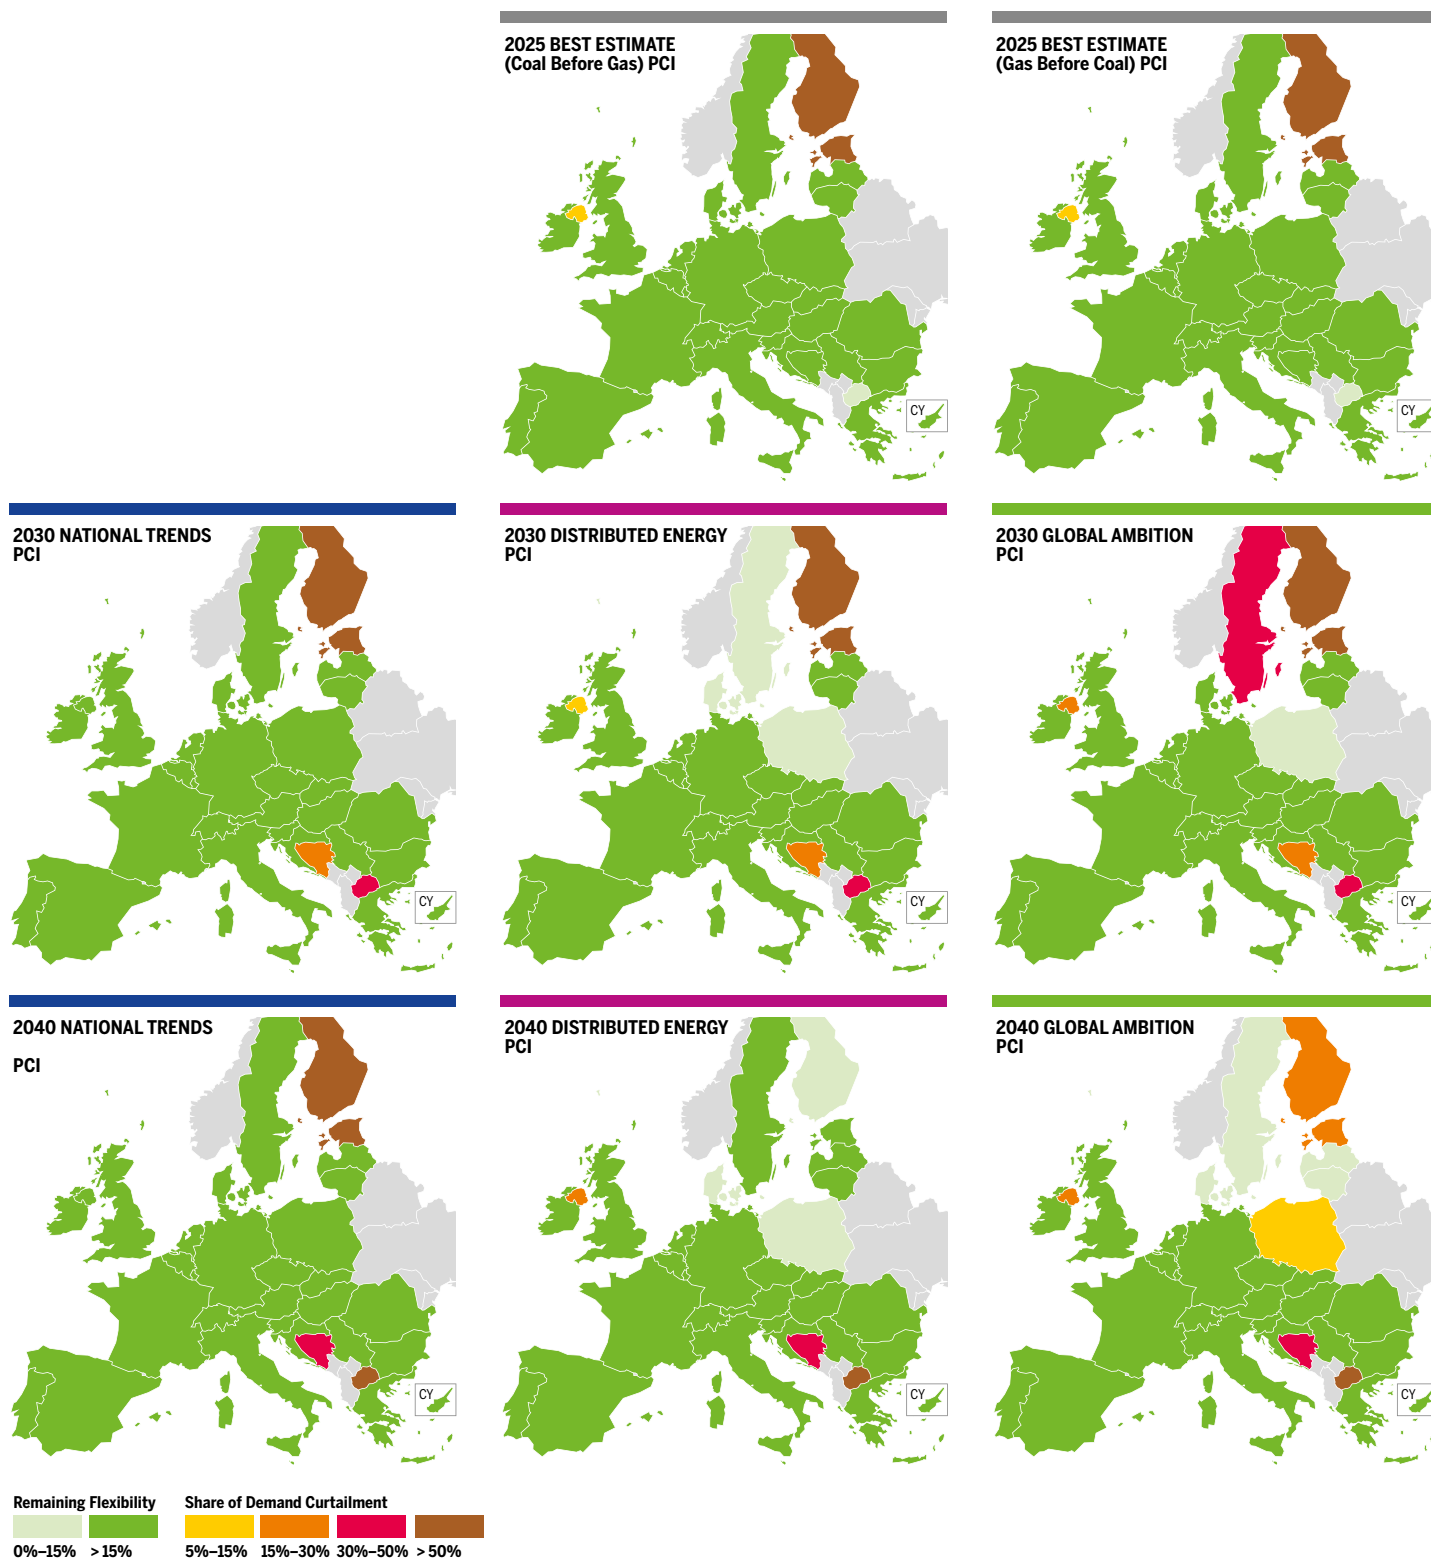 2025 BEST ESTIMATE
(Coal Before Gas) PCI
CY
2025 BEST ESTIMATE
(Gas Before Coal) PCI
CY
2030 NATIONAL TRENDS
PCI
CY
2030 DISTRIBUTED ENERGY
PCI
CY
2030 GLOBAL AMBITION
PCI
CY
2040 NATIONAL TRENDS
PCI
CY
2040 DISTRIBUTED ENERGY
PCI
CY
2040 GLOBAL AMBITION
PCI
CY
Remaining Flexibility
0%–15% > 15%
Share of Demand Curtailment
5%–15% 15%–30% 30%–50% > 50%